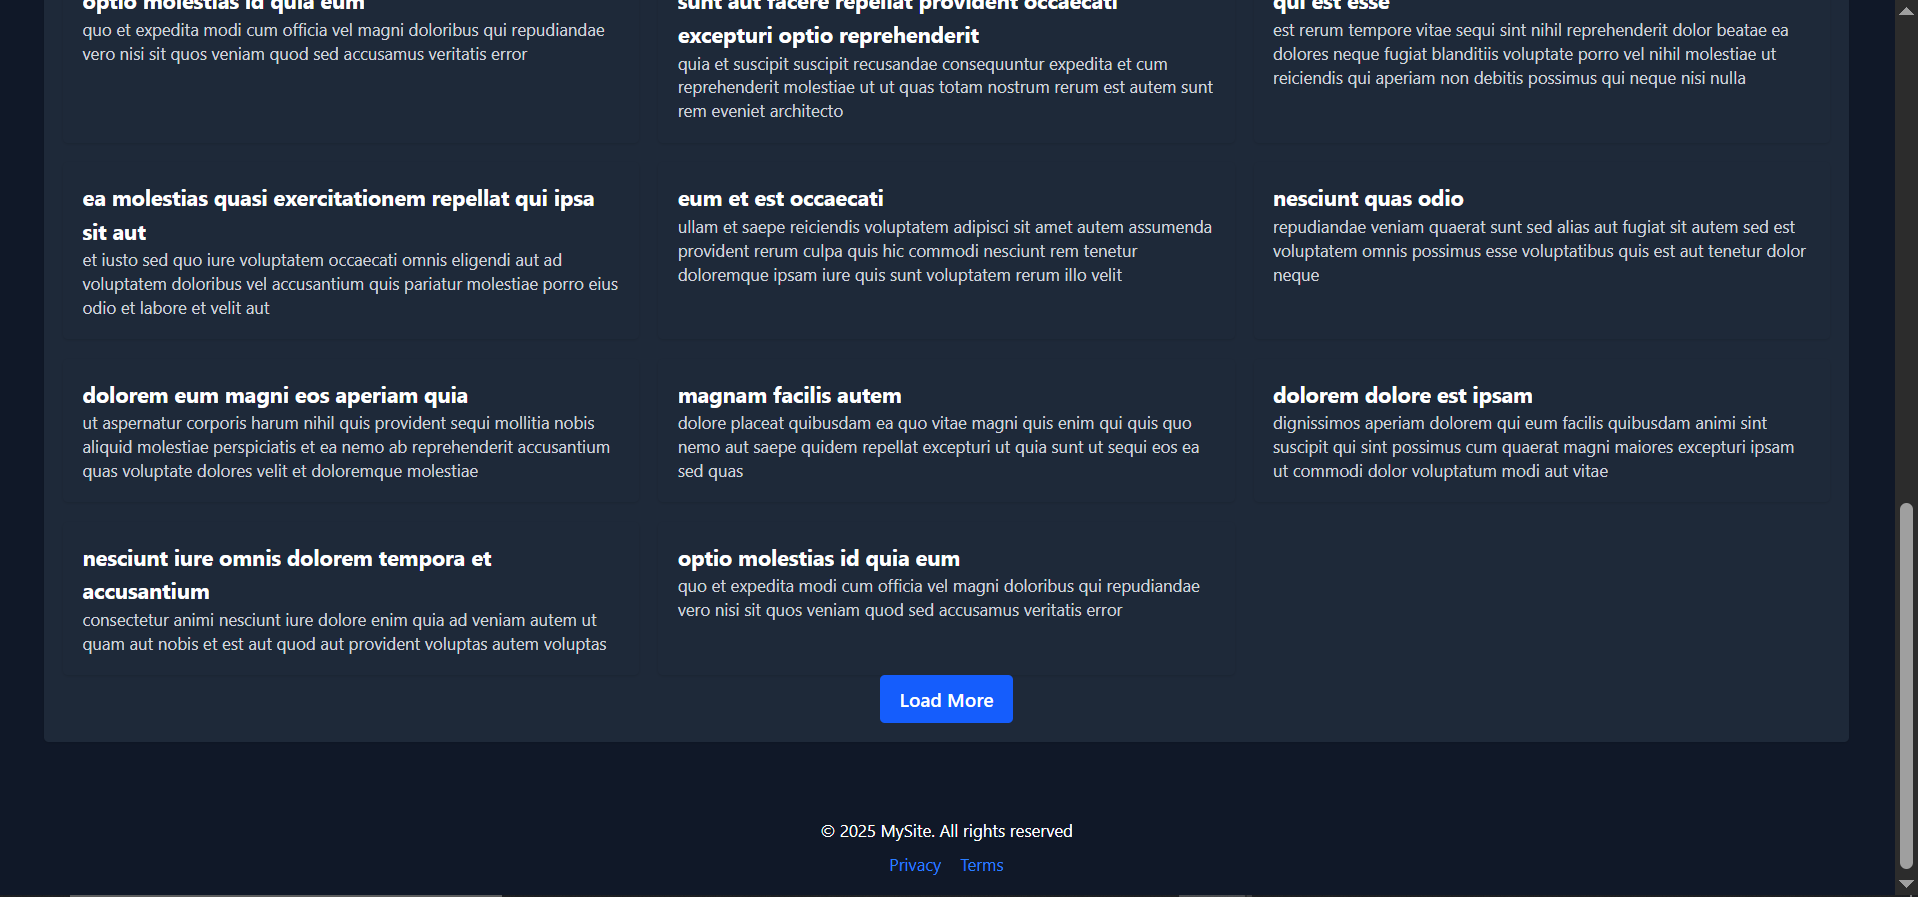 optio molestias id quia eum
quo et expedita modi cum officia vel magni doloribus qui repudiandae
vero nisi sit quos veniam quod sed accusamus veritatis error
sunt aut facere repellat provident occaecati
excepturi optio reprehenderit
quia et suscipit suscipit recusandae consequuntur expedita et cum
reprehenderit molestiae ut ut quas totam nostrum rerum est autem sunt
rem eveniet architecto
qui est esse
est rerum tempore vitae sequi sint nihil reprehenderit dolor beatae ea
dolores neque fugiat blanditiis voluptate porro vel nihil molestiae ut
reiciendis qui aperiam non debitis possimus qui neque nisi nulla
ea molestias quasi exercitationem repellat qui ipsa
sit aut
et iusto sed quo iure voluptatem occaecati omnis eligendi aut ad
voluptatem doloribus vel accusantium quis pariatur molestiae porro eius
odio et labore et velit aut
eum et est occaecati
ullam et saepe reiciendis voluptatem adipisci sit amet autem assumenda
provident rerum culpa quis hic commodi nesciunt rem tenetur
doloremque ipsam iure quis sunt voluptatem rerum illo velit
nesciunt quas odio
repudiandae veniam quaerat sunt sed alias aut fugiat sit autem sed est
voluptatem omnis possimus esse voluptatibus quis est aut tenetur dolor
neque
dolorem eum magni eos aperiam quia
ut aspernatur corporis harum nihil quis provident sequi mollitia nobis
aliquid molestiae perspiciatis et ea nemo ab reprehenderit accusantium
quas voluptate dolores velit et doloremque molestiae
magnam facilis autem
dolore placeat quibusdam ea quo vitae magni quis enim qui quis quo
nemo aut saepe quidem repellat excepturi ut quia sunt ut sequi eos ea
sed quas
dolorem dolore est ipsam
dignissimos aperiam dolorem qui eum facilis quibusdam animi sint
suscipit qui sint possimus cum quaerat magni maiores excepturi ipsam
ut commodi dolor voluptatum modi aut vitae
nesciunt iure omnis dolorem tempora et
accusantium
consectetur animi nesciunt iure dolore enim quia ad veniam autem ut
quam aut nobis et est aut quod aut provident voluptas autem voluptas
optio molestias id quia eum
quo et expedita modi cum officia vel magni doloribus qui repudiandae
vero nisi sit quos veniam quod sed accusamus veritatis error
Load More
© 2025 MySite. All rights reserved
Privacy Terms